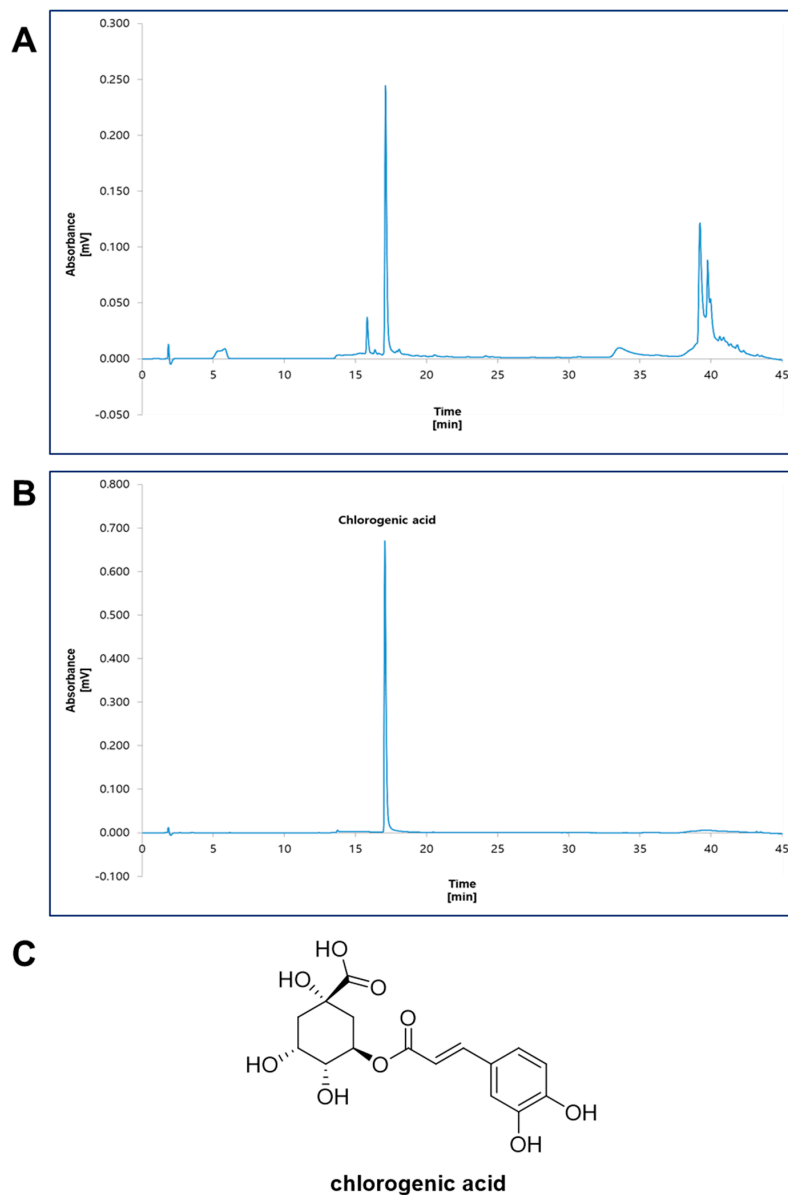 A
0.300
0.250
0.200
0.150
0.100
0.050
0.000
-0.050
Absorbance
[mV]
0 5 10 15 20 25 30 35 40 45
Time
[min]
B
0.800
0.700
0.600
0.500
0.400
0.300
0.200
0.100
0.000
-0.100
Absorbance
[mV]
Chlorogenic acid
0 5 10 15 20 25 30 35 40 45
Time
[min]
C
HO
HO
O
O
HO
O
OH
OH
OH
chlorogenic acid